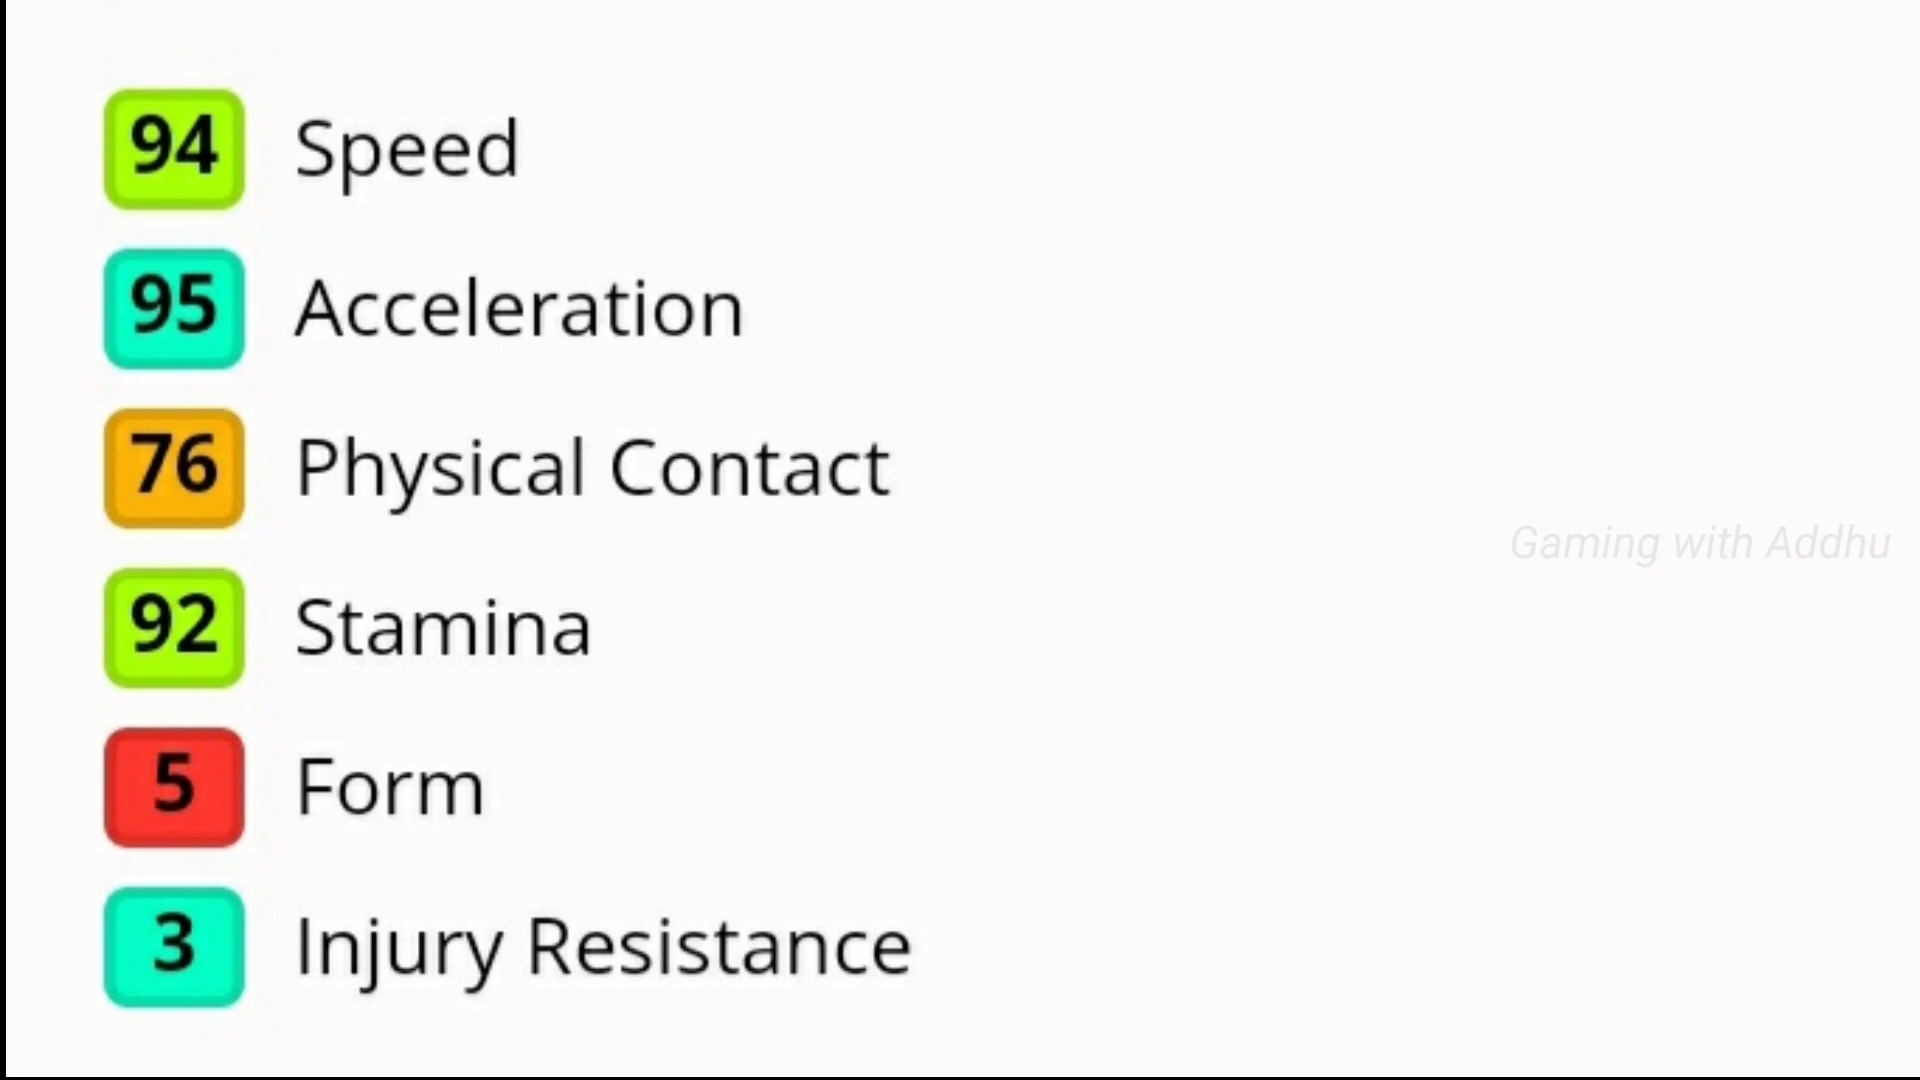 94 Speed
95 Acceleration
76 Physical Contact
Gaming with Addhu
92 Stamina
5 Form
3 Injury Resistance